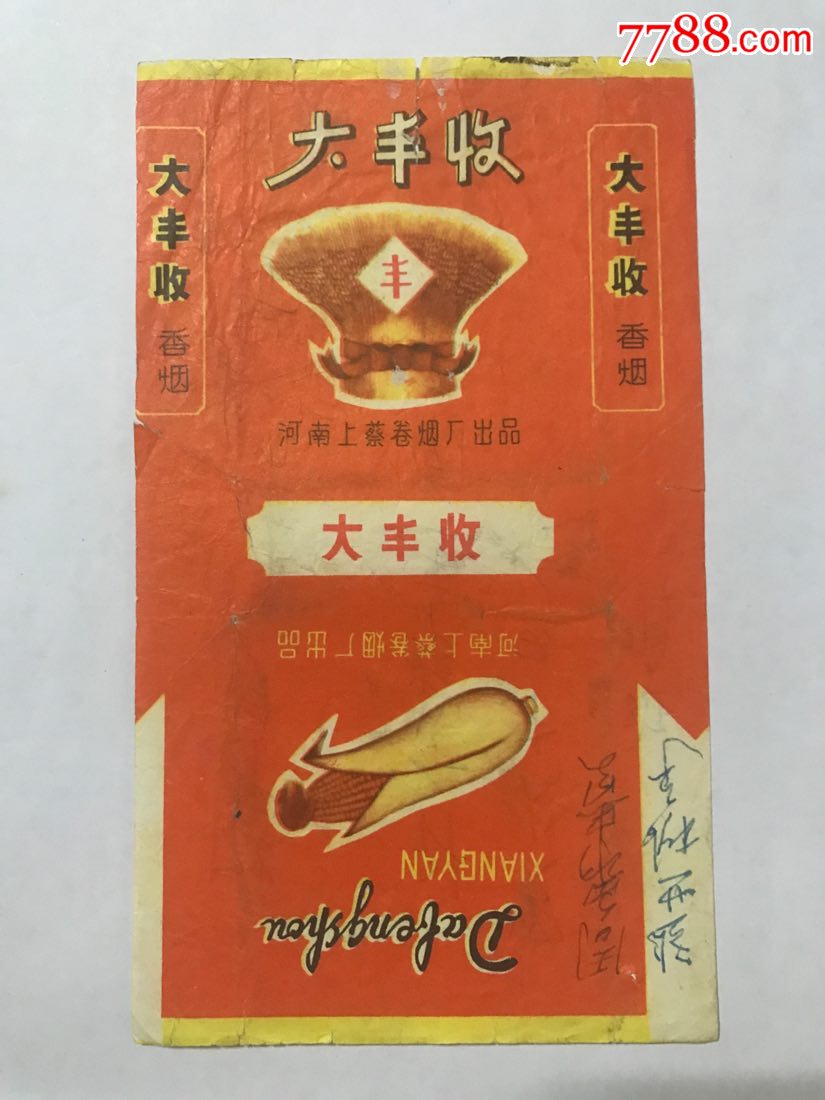 7788.com
大丰收
大丰收
香烟
丰
大丰收
香烟
河南上蔡卷烟厂出品
大丰收
河南上蔡卷烟厂出品
XIANGYAN
Dafengshou